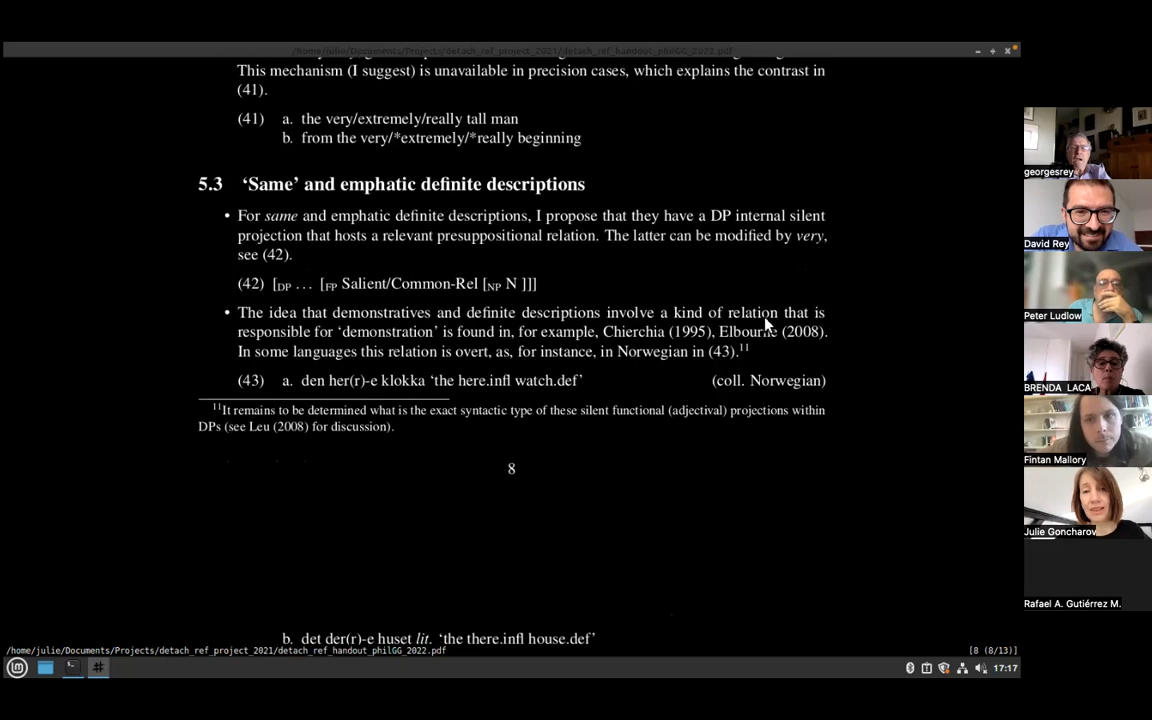 /home/julie/Documents/Projects/detach_ref_project_2021/detach_ref_handout_philGG_2022.pdf
This mechanism (I suggest) is unavailable in precision cases, which explains the contrast in
(41).
(41) a. the very/extremely/really tall man
b. from the very/*extremely/*really beginning
5.3 ‘Same’ and emphatic definite descriptions
• For same and emphatic definite descriptions, I propose that they have a DP internal silent
projection that hosts a relevant presuppositional relation. The latter can be modified by very,
see (42).
(42) [DP ... [FP Salient/Common-Rel [NP N ]]]
• The idea that demonstratives and definite descriptions involve a kind of relation that is
responsible for ‘demonstration’ is found in, for example, Chierchia (1995), Elbourne (2008).
In some languages this relation is overt, as, for instance, in Norwegian in (43).11
(43) a. den her(r)-e klokka ‘the here.infl watch.def’ (coll. Norwegian)
11It remains to be determined what is the exact syntactic type of these silent functional (adjectival) projections within
DPs (see Leu (2008) for discussion).
8
b. det der(r)-e huset lit. ‘the there.infl house.def’
/home/julie/Documents/Projects/detach_ref_project_2021/detach_ref_handout_philGG_2022.pdf [8 (8/13)]
17:17
georgesrey
David Rey
Peter Ludlow
BRENDA LACA
Fintan Mallory
Julie Goncharov
Rafael A. Gutiérrez M.